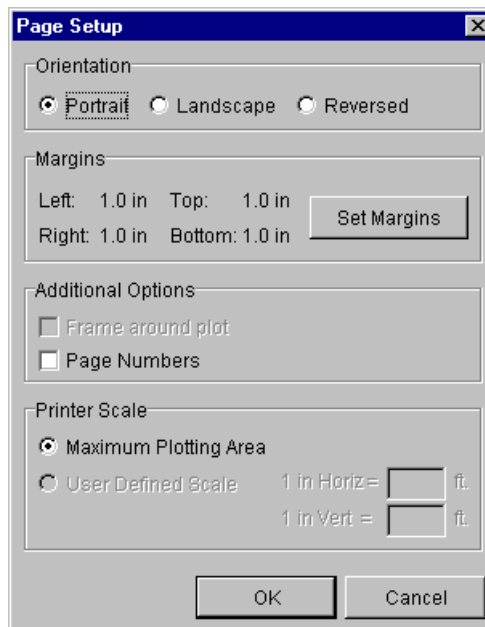 Page Setup
Orientation
Portrait Landscape Reversed
Margins
Left: 1.0 in Top: 1.0 in
Right: 1.0 in Bottom: 1.0 in
Set Margins
Additional Options
Frame around plot
Page Numbers
Printer Scale
Maximum Plotting Area
User Defined Scale 1 in Horiz= ft.
1 in Vert = ft.
OK Cancel